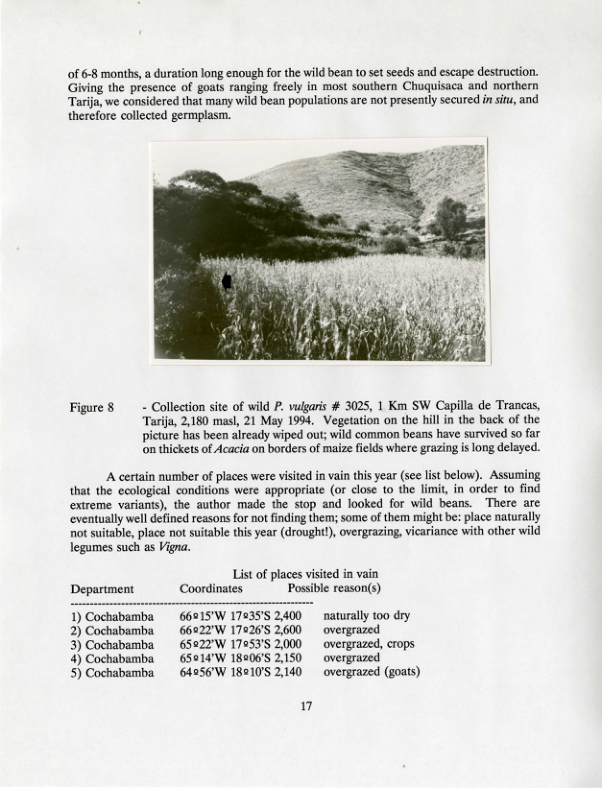 of 6-8 months, a duration long enough for the wild bean to set seeds and escape destruction.
Giving the presence of goats ranging freely in most southern Chuquisaca and northern
Tarija, we considered that many wild bean populations are not presently secured in situ, and
therefore collected germplasm.
Figure 8 - Collection site of wild P. vulgaris # 3025, 1 Km SW Capilla de Trancas,
Tarija, 2,180 masl, 21 May 1994. Vegetation on the hill in the back of the
picture has been already wiped out; wild common beans have survived so far
on thickets of Acacia on borders of maize fields where grazing is long delayed.
A certain number of places were visited in vain this year (see list below). Assuming
that the ecological conditions were appropriate (or close to the limit, in order to find
extreme variants), the author made the stop and looked for wild beans. There are
eventually well defined reasons for not finding them; some of them might be: place naturally
not suitable, place not suitable this year (drought!), overgrazing, vicariance with other wild
legumes such as Vigna.
List of places visited in vain
Department Coordinates Possible reason(s)
----------------------------------------------------------------
1) Cochabamba 66º15'W 17º35'S 2,400 naturally too dry
2) Cochabamba 66º22'W 17º26'S 2,600 overgrazed
3) Cochabamba 65º22'W 17º53'S 2,000 overgrazed, crops
4) Cochabamba 65º14'W 18º06'S 2,150 overgrazed
5) Cochabamba 64º56'W 18º10'S 2,140 overgrazed (goats)
17